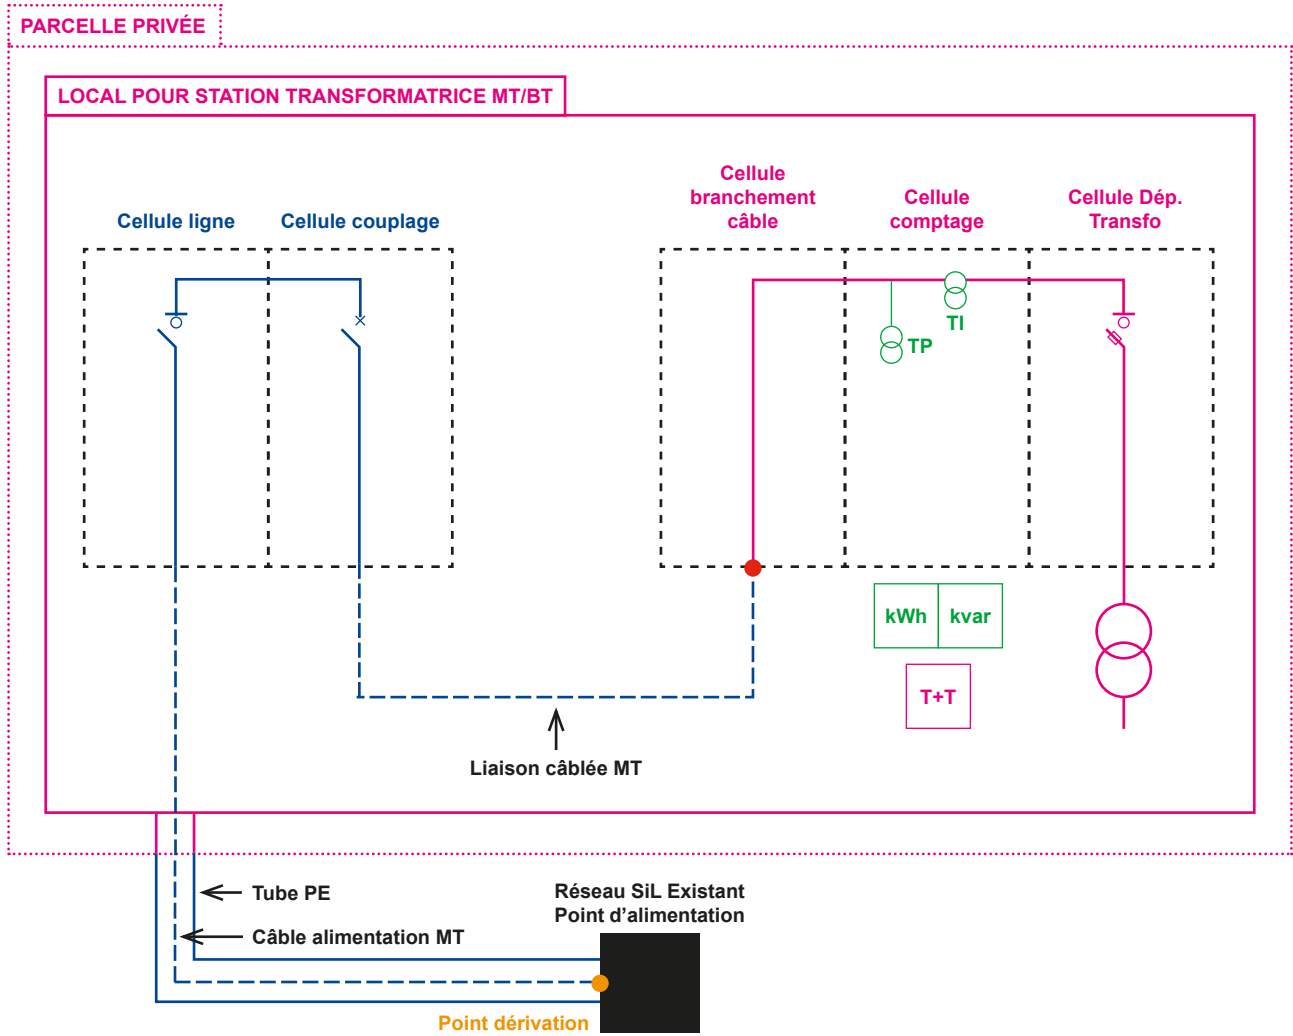 PARCELLE PRIVÉE
LOCAL POUR STATION TRANSFORMATRICE MT/BT
Cellule ligne
Cellule couplage
Cellule
branchement
câble
Cellule
comptage
Cellule Dép.
Transfo
TI
TP
kWh
kvar
T+T
Liaison câblée MT
Tube PE
Câble alimentation MT
Réseau SiL Existant
Point d’alimentation
Point dérivation